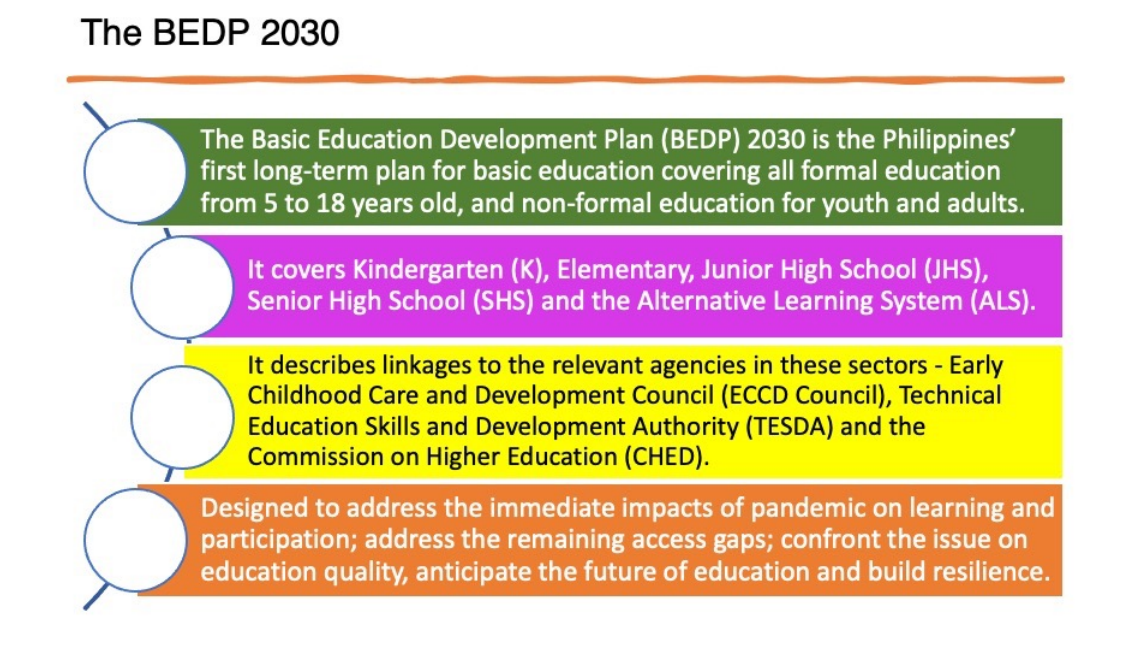 The BEDP 2030
The Basic Education Development Plan (BEDP) 2030 is the Philippines’
first long-term plan for basic education covering all formal education
from 5 to 18 years old, and non-formal education for youth and adults.
It covers Kindergarten (K), Elementary, Junior High School (JHS),
Senior High School (SHS) and the Alternative Learning System (ALS).
It describes linkages to the relevant agencies in these sectors - Early
Childhood Care and Development Council (ECCD Council), Technical
Education Skills and Development Authority (TESDA) and the
Commission on Higher Education (CHED).
Designed to address the immediate impacts of pandemic on learning and
participation; address the remaining access gaps; confront the issue on
education quality, anticipate the future of education and build resilience.